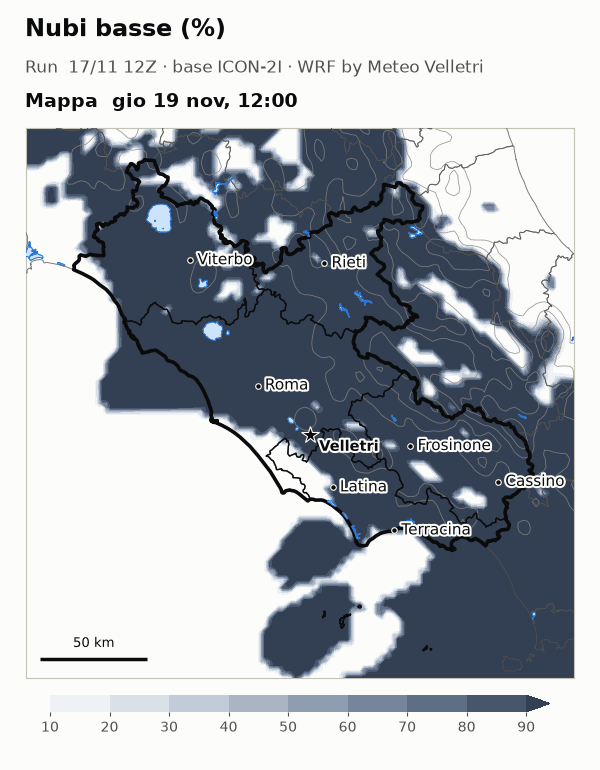 Nubi basse (%)
Run 17/11 12Z · base ICON-2I · WRF by Meteo Velletri
Mappa gio 19 nov, 12:00
Viterbo
Rieti
Roma
Velletri
Frosinone
Cassino
Latina
Terracina
50 km
10 20 30 40 50 60 70 80 90